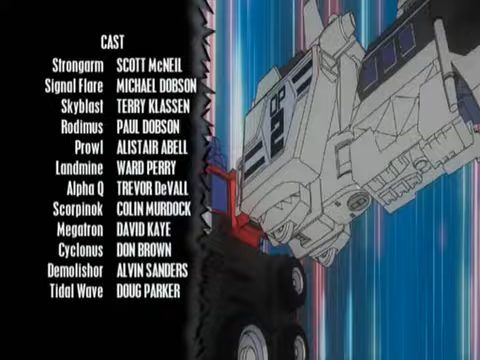 CAST
Strongarm SCOTT McNEIL
Signal Flare MICHAEL DOBSON
Skyblast TERRY KLASSEN
Rodimus PAUL DOBSON
Prowl ALISTAIR ABELL
Landmine WARD PERRY
Alpha Q TREVOR DeVALL
Scorpinok COLIN MURDOCK
Megatron DAVID KAYE
Cyclonus DON BROWN
Demolishor ALVIN SANDERS
Tidal Wave DOUG PARKER